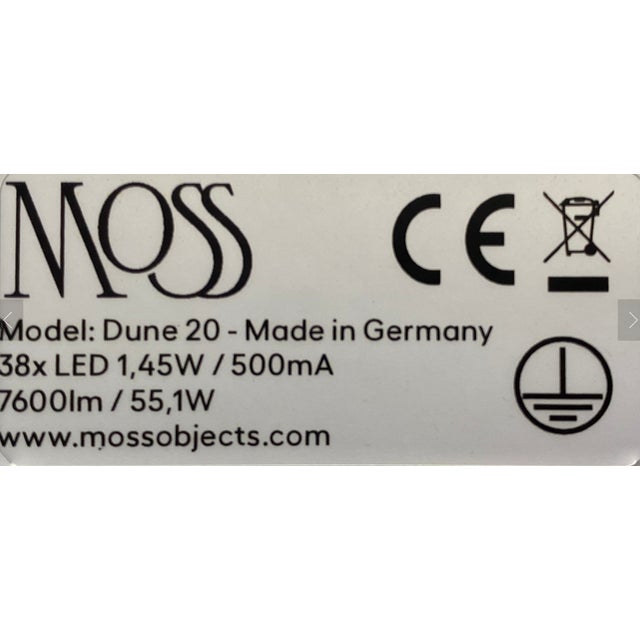 MOSS
CE
Model: Dune 20 - Made in Germany
38x LED 1,45W / 500mA
7600lm / 55,1W
www.mossobjects.com